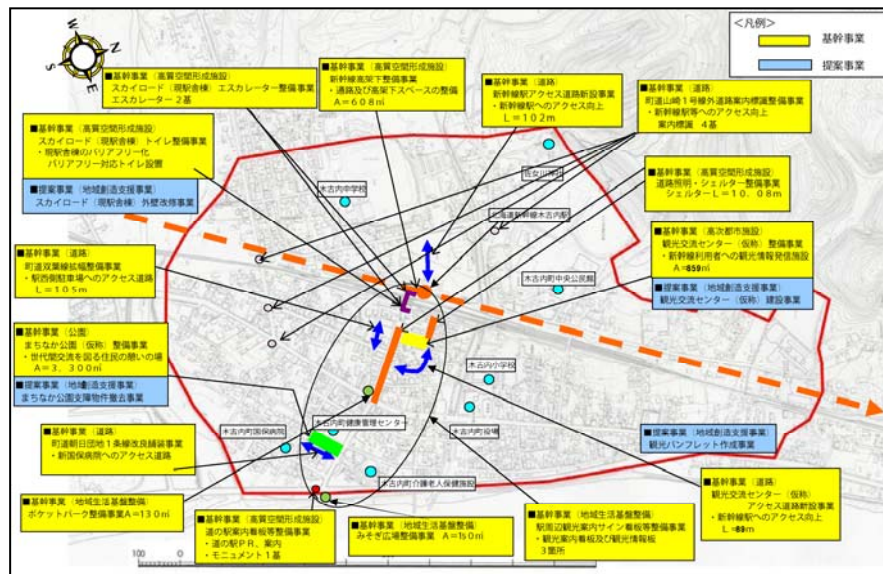 ＜凡例＞
基幹事業
提案事業
N
W
S
E
■基幹事業（高質空間形成施設）
スカイロード（現駅舎棟）エスカレーター整備事業
エスカレーター２基
■基幹事業（高質空間形成施設）
新幹線高架下整備事業
・通路及び高架下スペースの整備
Ａ＝６０８㎡
■基幹事業（道路）
新幹線駅アクセス道路新設事業
・新幹線駅へのアクセス向上
Ｌ＝１０２ｍ
■基幹事業（道路）
町道山崎１号線外道路案内標識整備事業
・新幹線駅等へのアクセス向上
案内標識 ４基
■基幹事業（高質空間形成施設）
スカイロード（現駅舎棟）トイレ整備事業
・現駅舎棟のバリアフリー化
バリアフリー対応トイレ設置
■提案事業（地域創造支援事業）
スカイロード（現駅舎棟）外壁改修事業
■基幹事業（高質空間形成施設）
道路照明・シェルター整備事業
シェルターＬ＝１０．０８ｍ
■基幹事業（道路）
町道双葉線拡幅整備事業
・駅西側駐車場へのアクセス道路
Ｌ＝１０５ｍ
■基幹事業（高次都市施設）
観光交流センター（仮称）整備事業
・新幹線利用者への観光情報発信施設
Ａ＝859㎡
■提案事業（地域創造支援事業）
観光交流センター（仮称）建設事業
■基幹事業（公園）
まちなか公園（仮称）整備事業
・世代間交流を図る住民の憩いの場
Ａ＝３．３００㎡
■提案事業（地域創造支援事業）
まちなか公園支障物件撤去事業
■基幹事業（道路）
町道朝日団地１条線改良舗装事業
・新国保病院へのアクセス道路
■基幹事業（地域生活基盤整備）
ポケットパーク整備事業Ａ＝１３０㎡
■基幹事業（高質空間形成施設）
道の駅案内看板等整備事業
・道の駅ＰＲ、案内
・モニュメント１基
■基幹事業（地域生活基盤整備）
みそぎ広場整備事業 Ａ＝150㎡
■基幹事業（地域生活基盤整備）
駅周辺観光案内サイン看板等整備事業
・観光案内看板及び観光情報板
３箇所
■提案事業（地域創造支援事業）
観光パンフレット作成事業
■基幹事業（道路）
観光交流センター（仮称）
アクセス道路新設事業
・新幹線駅へのアクセス向上
木古内中学校
佐女川神社
北海道新幹線木古内駅
木古内町中央公民館
木古内小学校
木古内町国保病院
木古内町健康管理センター
木古内町役場
木古内町介護老人保健施設
100